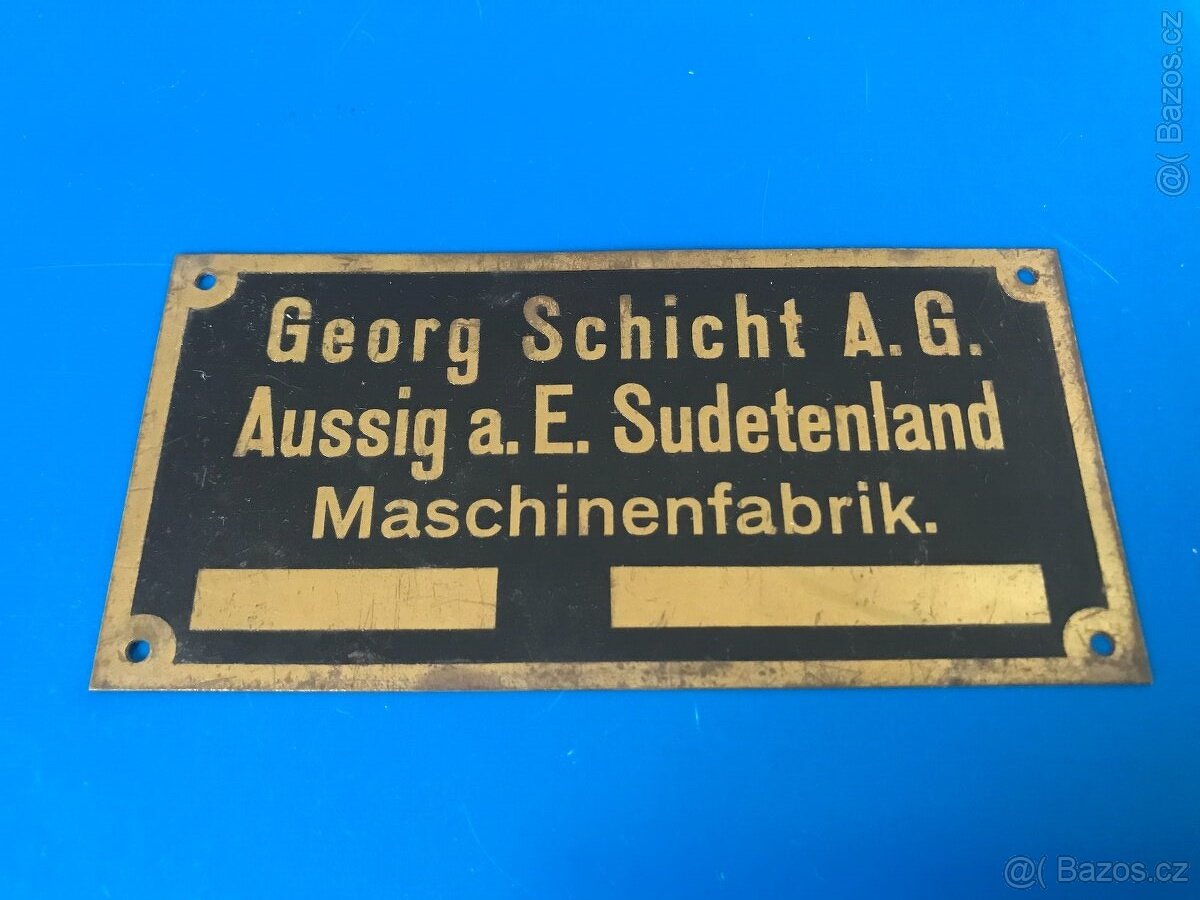 Georg Schicht A.G.
Aussig a.E. Sudetenland
Maschinenfabrik.
@( Bazos.cz
@( Bazos.cz